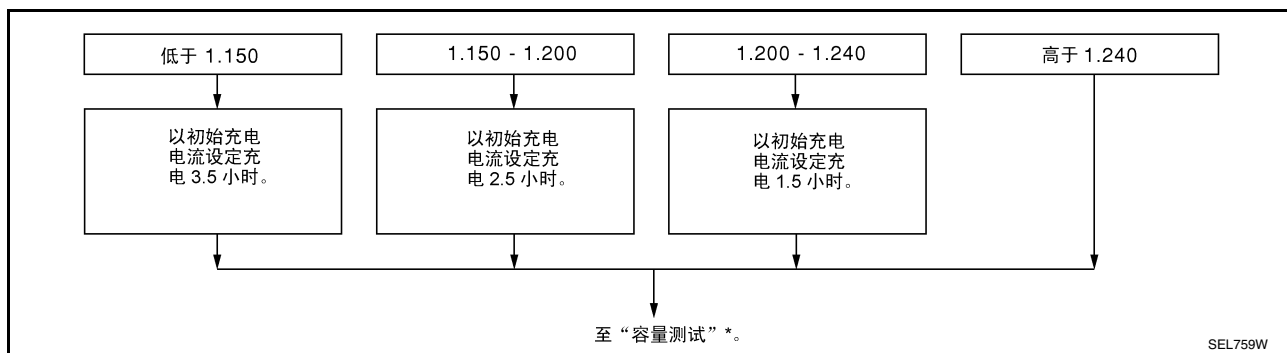 低于 1.150
1.150 - 1.200
1.200 - 1.240
高于 1.240
以初始充电
电流设定充
电 3.5 小时。
以初始充电
电流设定充
电 2.5 小时。
以初始充电
电流设定充
电 1.5 小时。
至“容量测试”*。
SEL759W